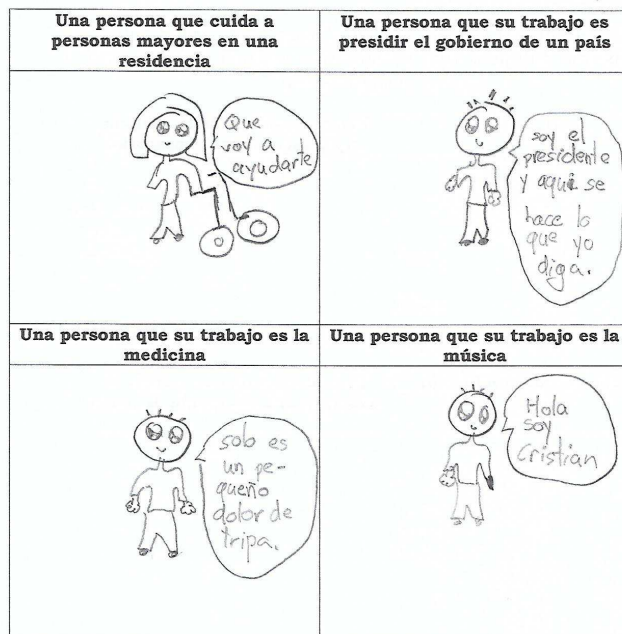 Una persona que cuida a
personas mayores en una
residencia
Una persona que su trabajo es
presidir el gobierno de un país
Que
voy a
ayudarte
soy el
presidente
y aquí se
hace lo
que yo
diga.
Una persona que su trabajo es la
medicina
Una persona que su trabajo es la
música
solo es
un pe-
queño
dolor de
tripa.
Hola
soy
Cristian